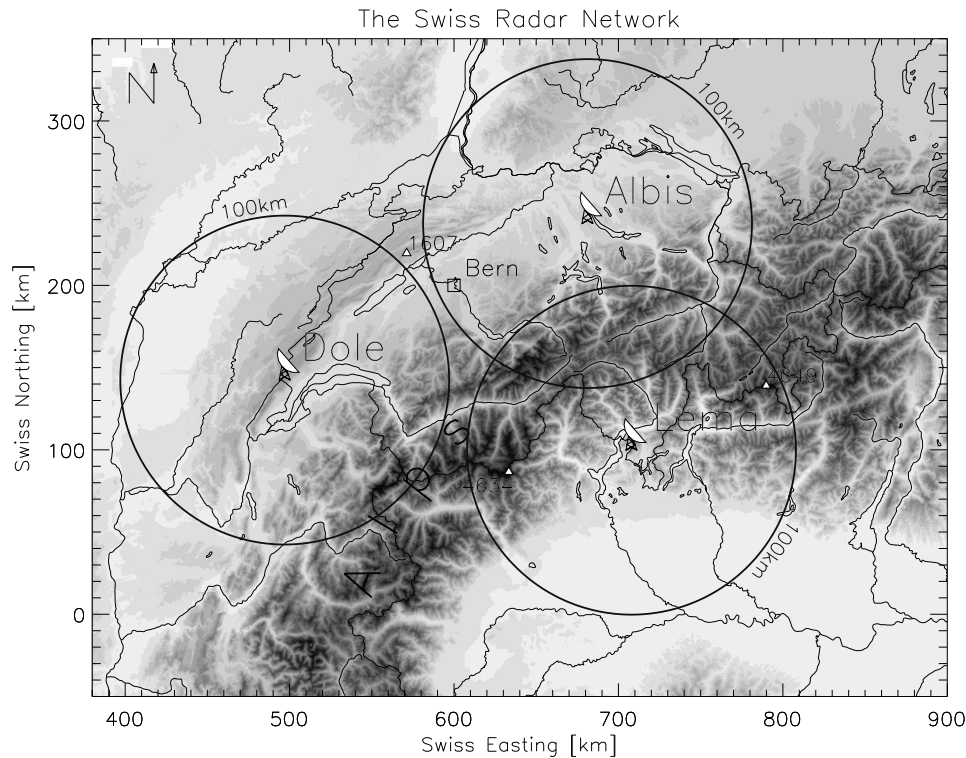 The Swiss Radar Network
300
200
100
0
Swiss Northing [km]
N
100km
100km
Albis
1607
Bern
Dole
4049
Lema
4634
A l p s
100km
400 500 600 700 800 900
Swiss Easting [km]